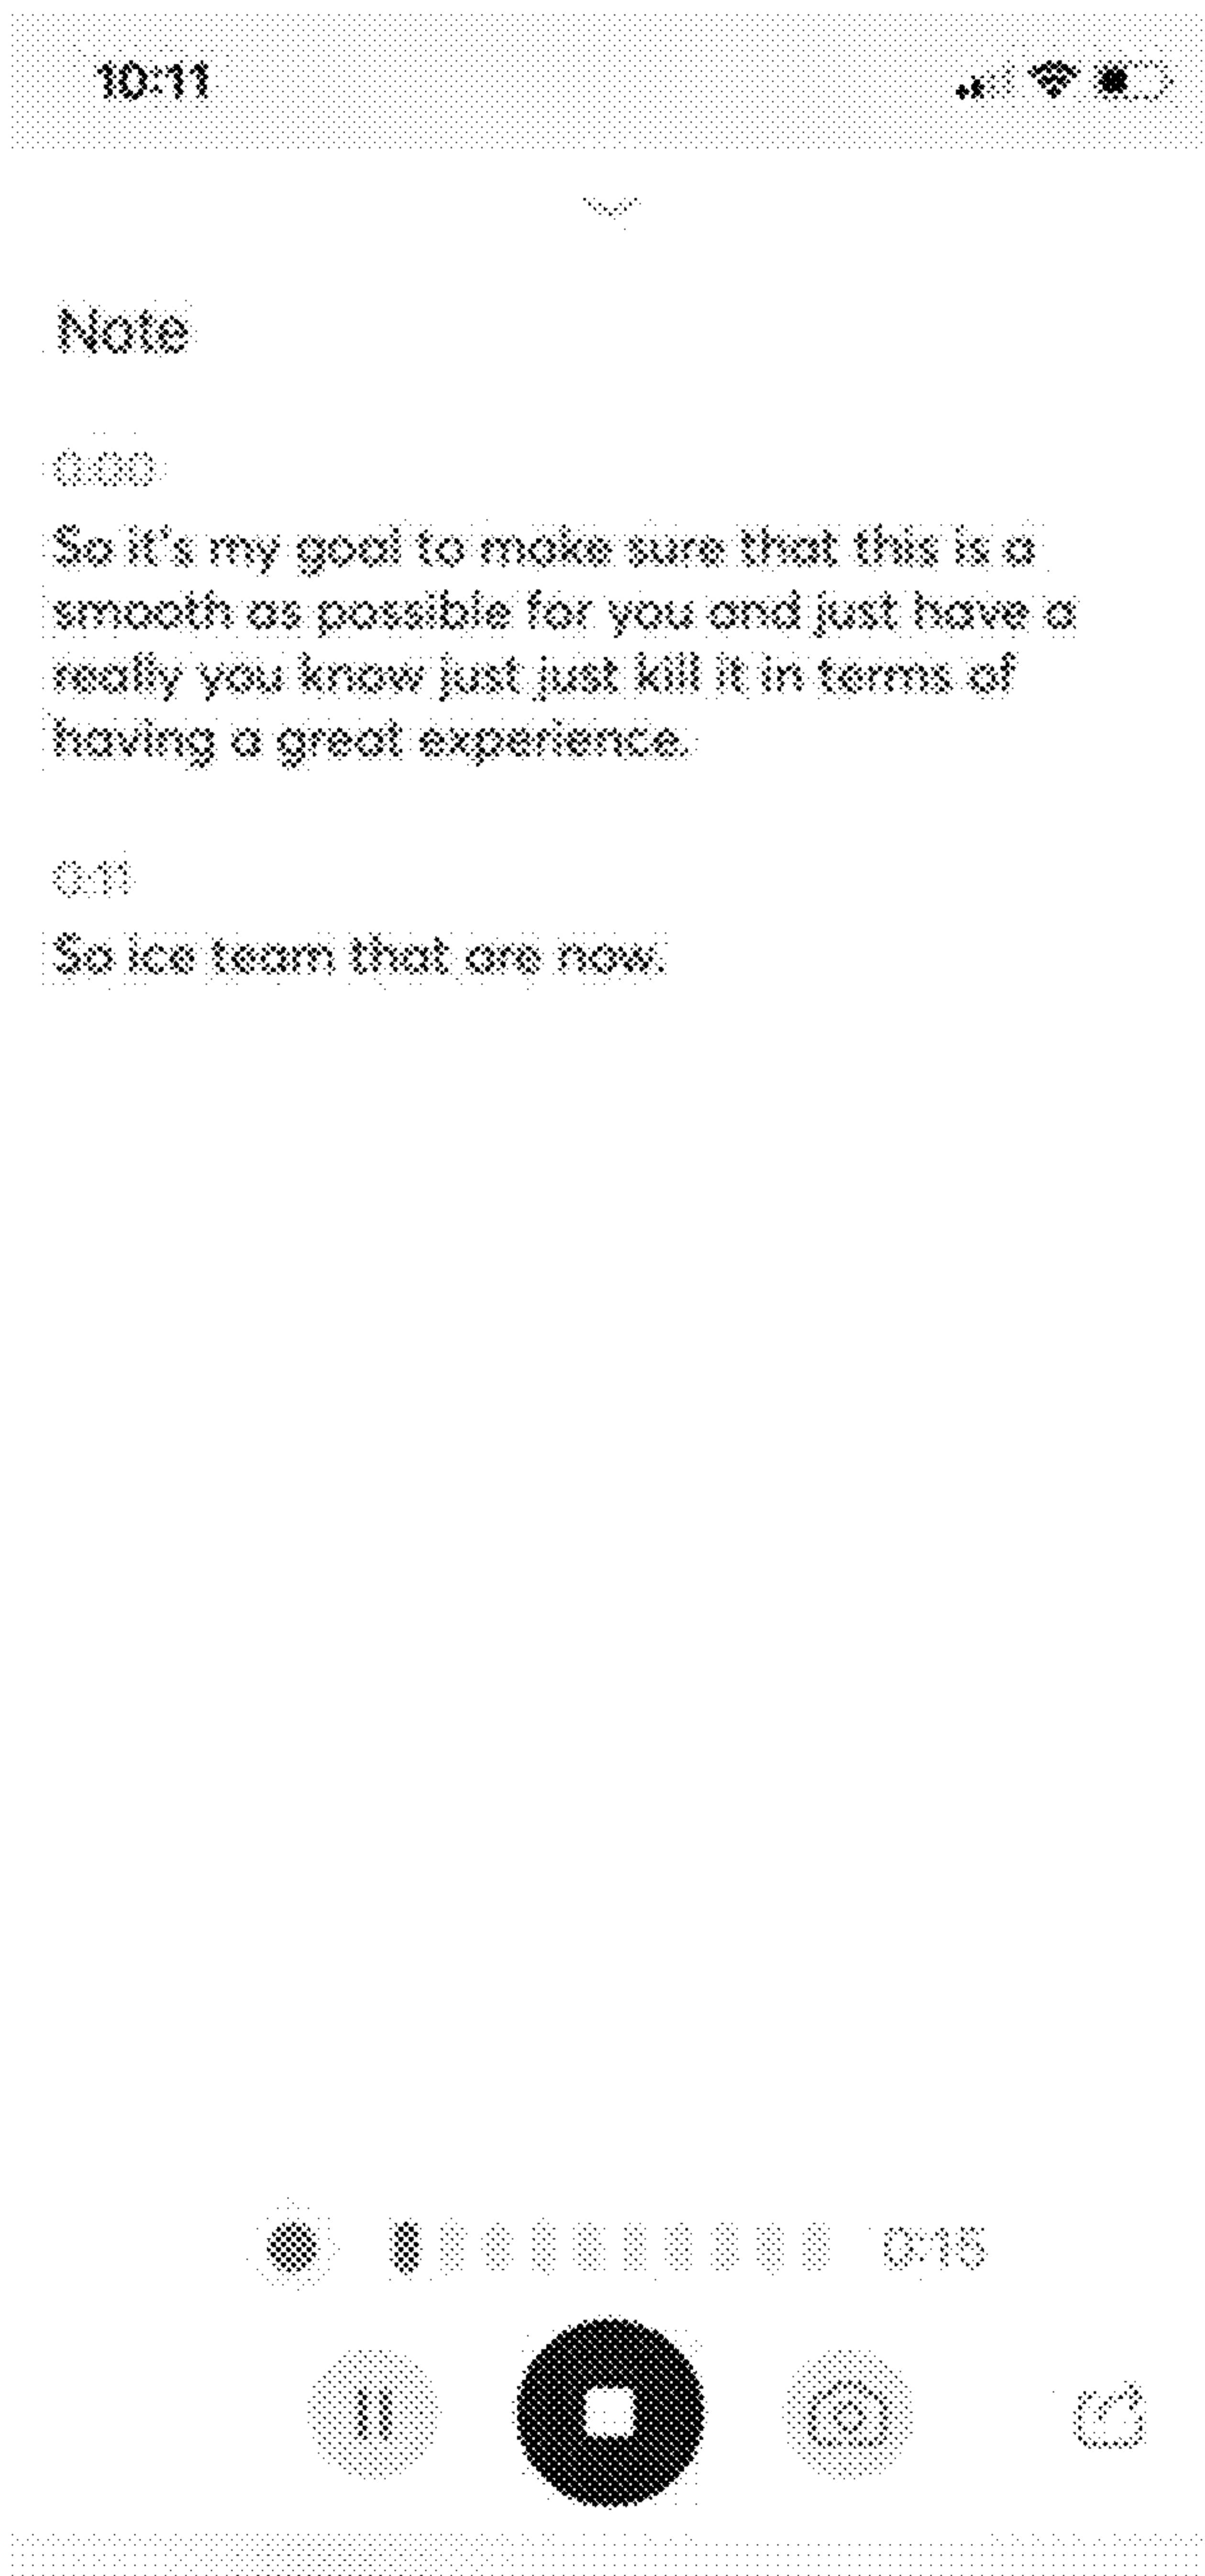 10:11
Note
0:00
So it's my goal to make sure that this is a
smooth as possible for you and just have a
really you know just just kill it in terms of
having a great experience.
0:11
So Ice team that are now.
0:15